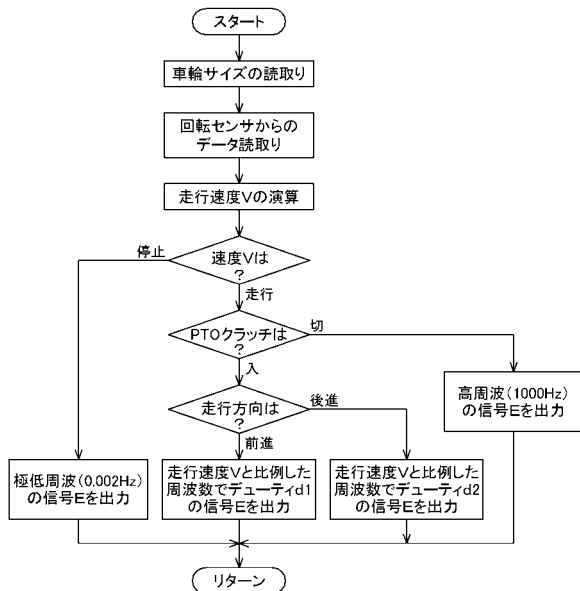 スタート
車輪サイズの読取り
回転センサからの
データ読取り
走行速度Vの演算
停止
速度Vは
?
走行
PTOクラッチは
?
切
入
走行方向は
?
後進
前進
高周波(1000Hz)
の信号Eを出力
極低周波(0.002Hz)
の信号Eを出力
走行速度Vと比例した
周波数でデューティd1
の信号Eを出力
走行速度Vと比例した
周波数でデューティd2
の信号Eを出力
リターン